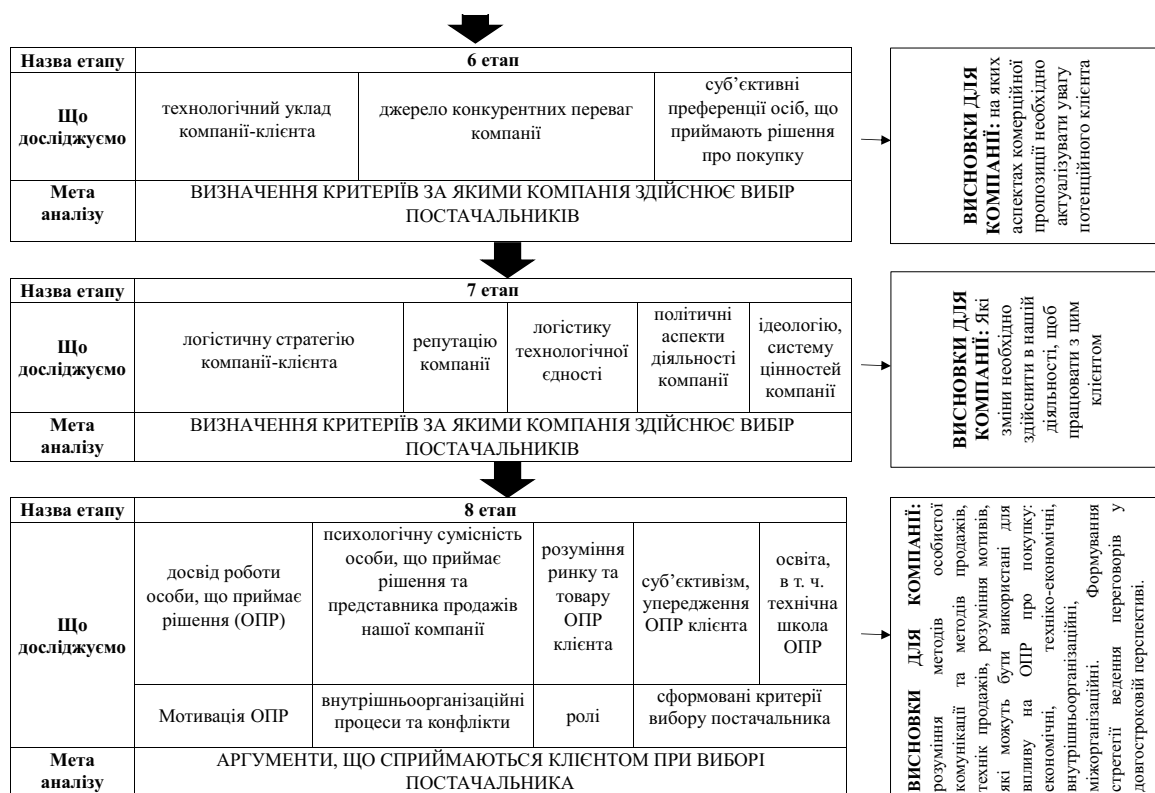 Назва етапу
6 етап
Що
досліджуємо
технологічний уклад
компанії-клієнта
джерело конкурентних переваг
компанії
суб’єктивні
преференції осіб, що
приймають рішення
про покупку
Мета
аналізу
ВИЗНАЧЕННЯ КРИТЕРІЇВ ЗА ЯКИМИ КОМПАНІЯ ЗДІЙСНЮЄ ВИБІР
ПОСТАЧАЛЬНИКІВ
ВИСНОВКИ ДЛЯ
КОМПАНІЇ: на яких
аспектах комерційної
пропозиції необхідно
актуалізувати увагу
потенційного клієнта
Назва етапу
7 етап
Що
досліджуємо
логістичну стратегію
компанії-клієнта
репутацію
компанії
логістику
технологічної
єдності
політичні
аспекти
діяльності
компанії
ідеологію,
систему
цінностей
компанії
Мета
аналізу
ВИЗНАЧЕННЯ КРИТЕРІЇВ ЗА ЯКИМИ КОМПАНІЯ ЗДІЙСНЮЄ ВИБІР
ПОСТАЧАЛЬНИКІВ
ВИСНОВКИ ДЛЯ
КОМПАНІЇ: Які
зміни необхідно
здійснити в нашій
діяльності, щоб
працювати з цим
клієнтом
Назва етапу
8 етап
Що
досліджуємо
досвід роботи
особи, що приймає
рішення (ОПР)
психологічну сумісність
особи, що приймає
рішення та
представника продажів
нашої компанії
розуміння
ринку та
товару
ОПР
клієнта
суб’єктивізм,
упередження
ОПР клієнта
освіта,
в т. ч.
технічна
школа
ОПР
Мотивація ОПР
внутрішньоорганізаційні
процеси та конфлікти
ролі
сформовані критерії
вибору постачальника
Мета
аналізу
АРГУМЕНТИ, ЩО СПРИЙМАЮТЬСЯ КЛІЄНТОМ ПРИ ВИБОРІ
ПОСТАЧАЛЬНИКА
ВИСНОВКИ ДЛЯ КОМПАНІЇ:
розуміння методів особистої
комунікації та методів продажів,
технік продажів, розуміння мотивів,
які можуть бути використані для
впливу на ОПР про покупку:
економічні, техніко-економічні,
внутрішньоорганізаційні,
міжорганізаційні. Формування
стретегії ведення переговорів у
довгостроковій перспективі.